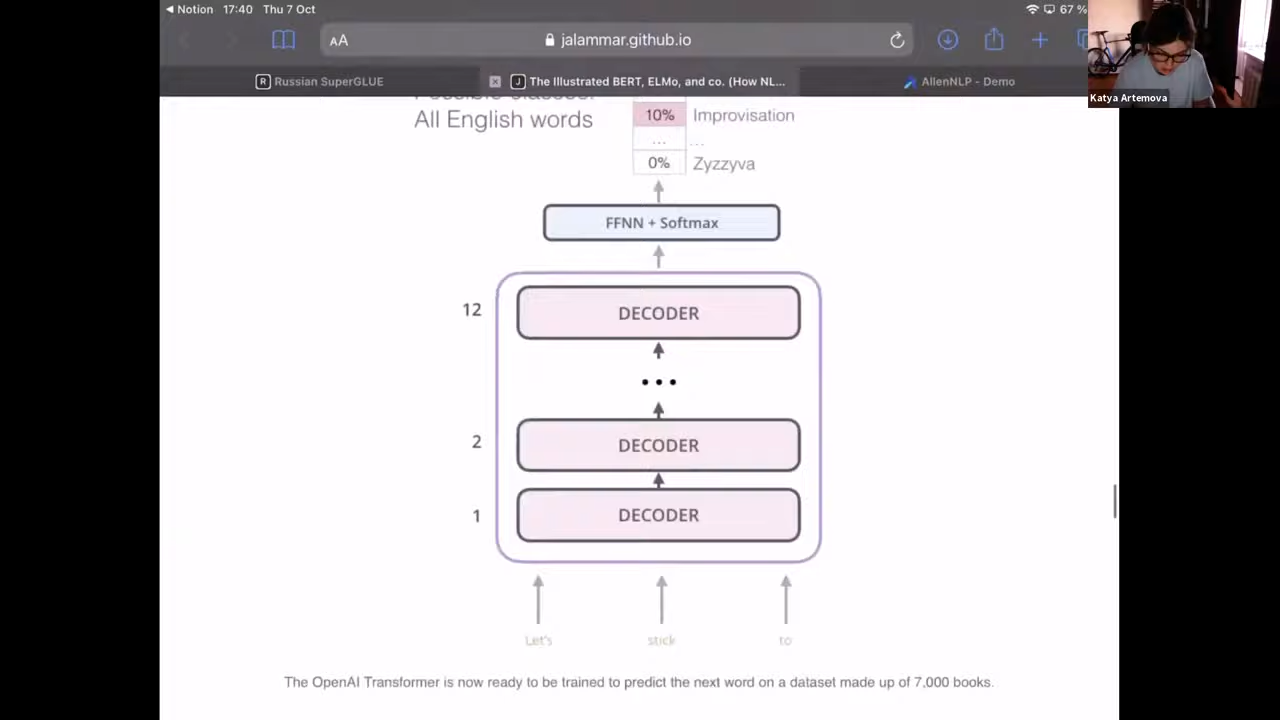 Notion 17:40 Thu 7 Oct 67 %
AA jalammar.github.io
R Russian SuperGLUE
J The Illustrated BERT, ELMo, and co. (How NL...
AllenNLP - Demo
Katya Artemova
Possible classes:
All English words
10% Improvisation
... ...
0% Zyzzyva
FFNN + Softmax
12 DECODER
...
2 DECODER
1 DECODER
Let's stick to
The OpenAI Transformer is now ready to be trained to predict the next word on a dataset made up of 7,000 books.